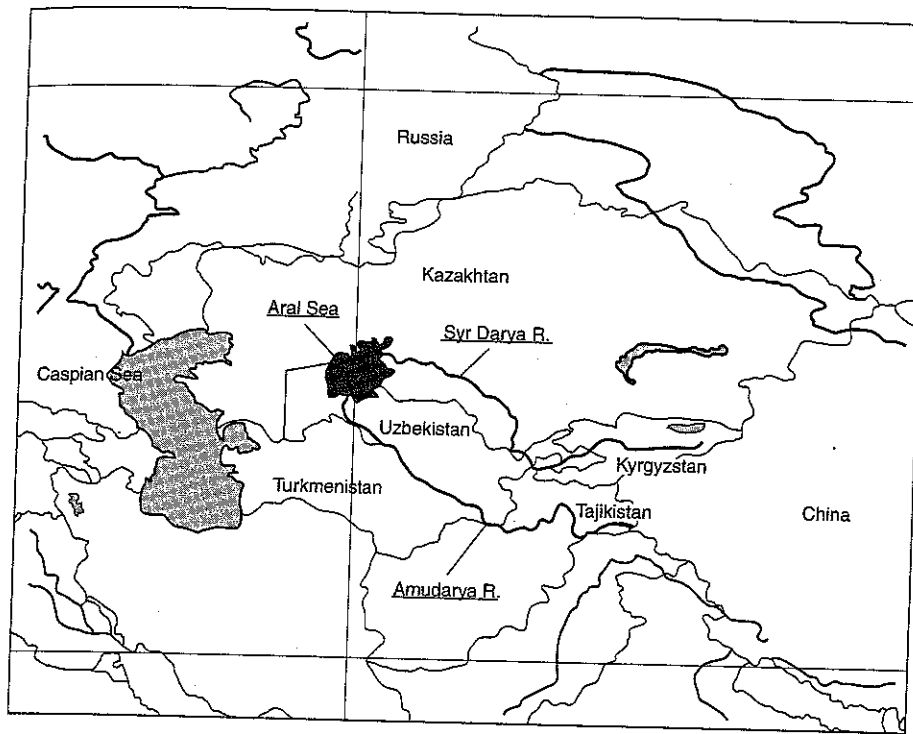 Russia
Kazakhtan
Aral Sea
Syr Darya R.
Caspian Sea
Uzbekistan
Kyrgyzstan
Turkmenistan
Tajikistan
China
Amudarya R.